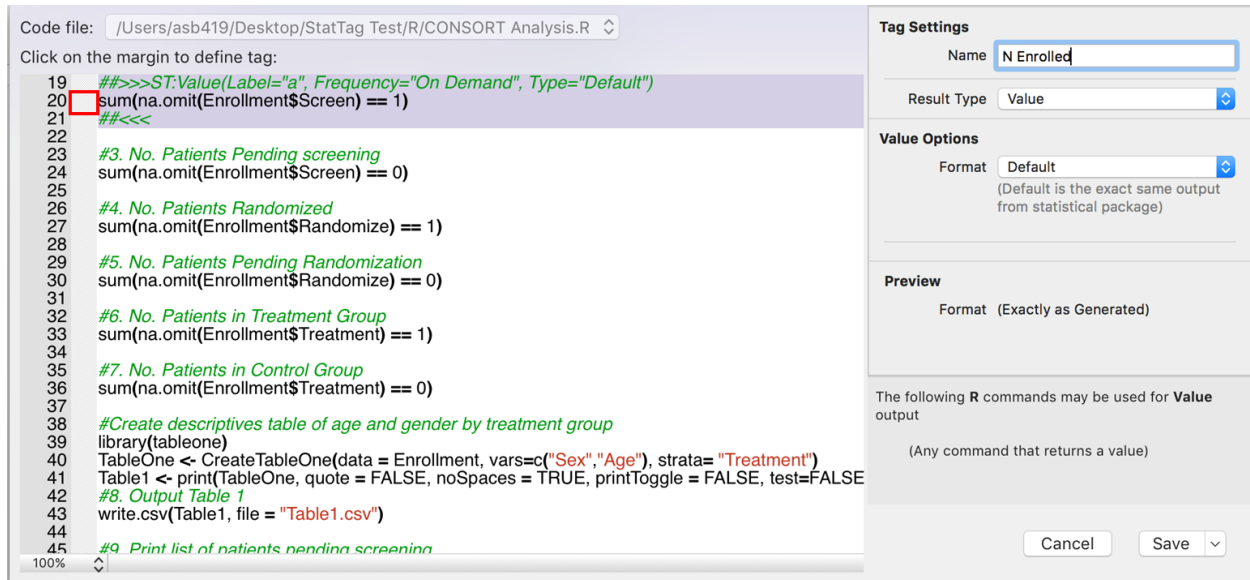 Code file: /Users/asb419/Desktop/StatTag Test/R/CONSORT Analysis.R
Click on the margin to define tag:
19 ##>>>ST:Value(Label="a", Frequency="On Demand", Type="Default")
20 sum(na.omit(Enrollment$Screen) == 1)
21 ##<<<
22
23 #3. No. Patients Pending screening
24 sum(na.omit(Enrollment$Screen) == 0)
25
26 #4. No. Patients Randomized
27 sum(na.omit(Enrollment$Randomize) == 1)
28
29 #5. No. Patients Pending Randomization
30 sum(na.omit(Enrollment$Randomize) == 0)
31
32 #6. No. Patients in Treatment Group
33 sum(na.omit(Enrollment$Treatment) == 1)
34
35 #7. No. Patients in Control Group
36 sum(na.omit(Enrollment$Treatment) == 0)
37
38 #Create descriptives table of age and gender by treatment group
39 library(tableone)
40 TableOne <- CreateTableOne(data = Enrollment, vars=c("Sex","Age"), strata= "Treatment")
41 Table1 <- print(TableOne, quote = FALSE, noSpaces = TRUE, printToggle = FALSE, test=FALSE
42 #8. Output Table 1
43 write.csv(Table1, file = "Table1.csv")
44
45 #9. Print list of patients pending screening
100%
Tag Settings
Name N Enrolled
Result Type Value
Value Options
Format Default
(Default is the exact same output
from statistical package)
Preview
Format (Exactly as Generated)
The following R commands may be used for Value
output
(Any command that returns a value)
Cancel Save